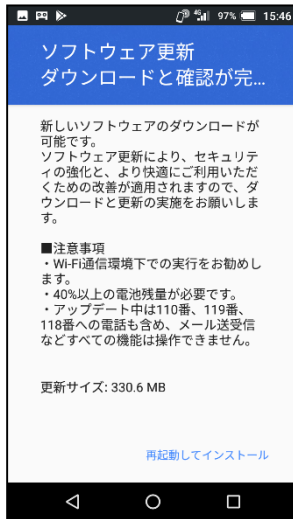 97% 15:46
ソフトウェア更新
ダウンロードと確認が完...
新しいソフトウェアのダウンロードが
可能です。
ソフトウェア更新により、セキュリテ
ィの強化と、より快適にご利用いただ
くための改善が適用されますので、ダ
ウンロードと更新の実施をお願いしま
す。
■注意事項
・Wi-Fi通信環境下での実行をお勧めし
ます。
・40%以上の電池残量が必要です。
・アップデート中は110番、119番、
118番への電話も含め、メール送受信
などすべての機能は操作できません。
更新サイズ: 330.6 MB
再起動してインストール